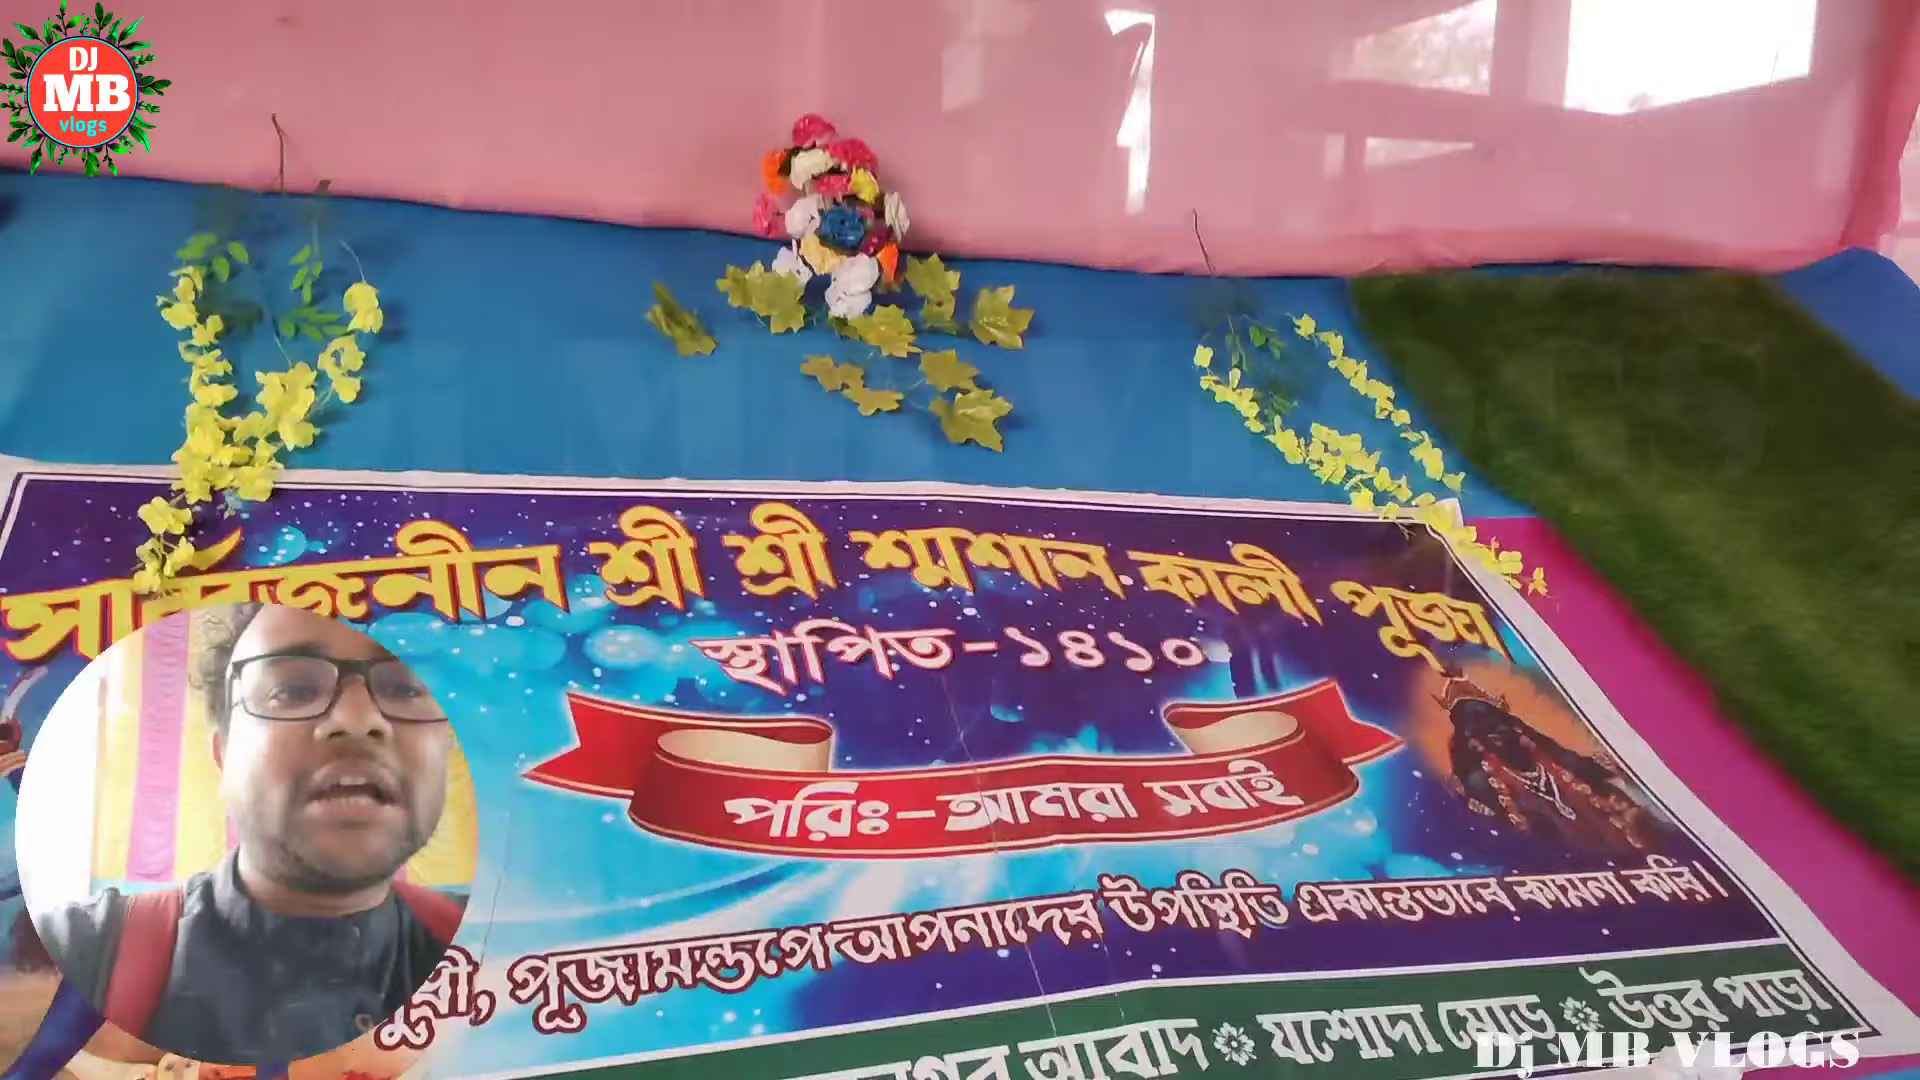 DJ
MB
vlogs
সার্বজনীন শ্রী শ্রী শ্মশান কালী পূজা
স্থাপিত-১৪১০
পরিঃ-আমরা সবাই
পূজামন্ডপে আপনাদের উপস্থিতি একান্তভাবে কামনা করি।
আবাদ * যশোদা মোড় * উত্তর পাড়া
Dj MB VLOGS